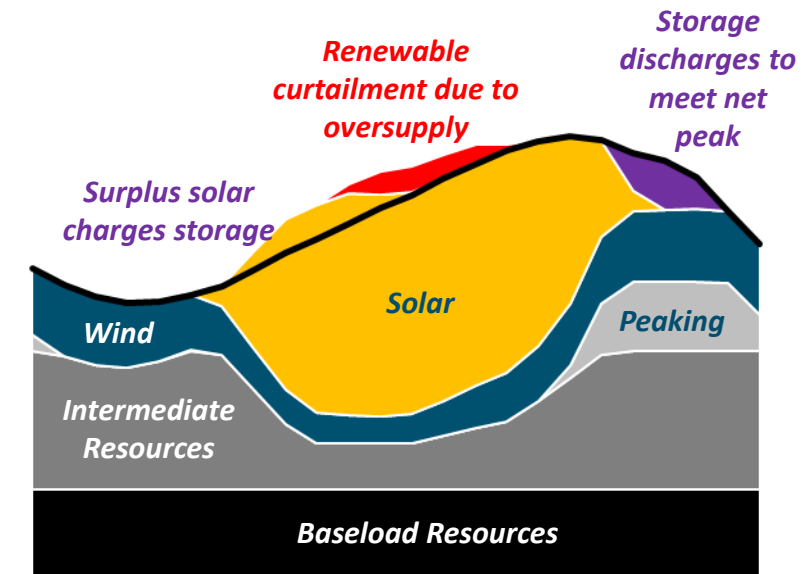 Storage
discharges to
meet net
peak
Renewable
curtailment due to
oversupply
Surplus solar
charges storage
Solar
Wind
Peaking
Intermediate
Resources
Baseload Resources